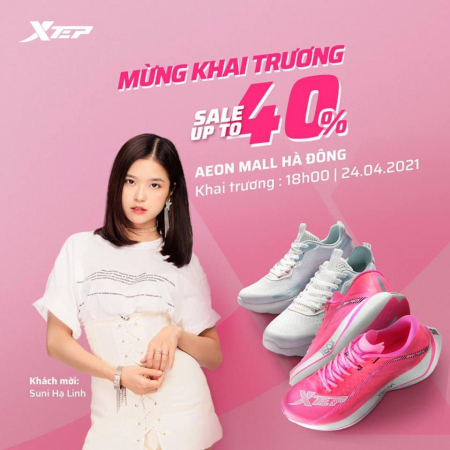 XTEP
MỪNG KHAI TRƯƠNG
SALE
UP TO
40%
AEON MALL HÀ ĐÔNG
Khai trương : 18h00 | 24.04.2021
Khách mời:
Suni Hạ Linh
XTEP